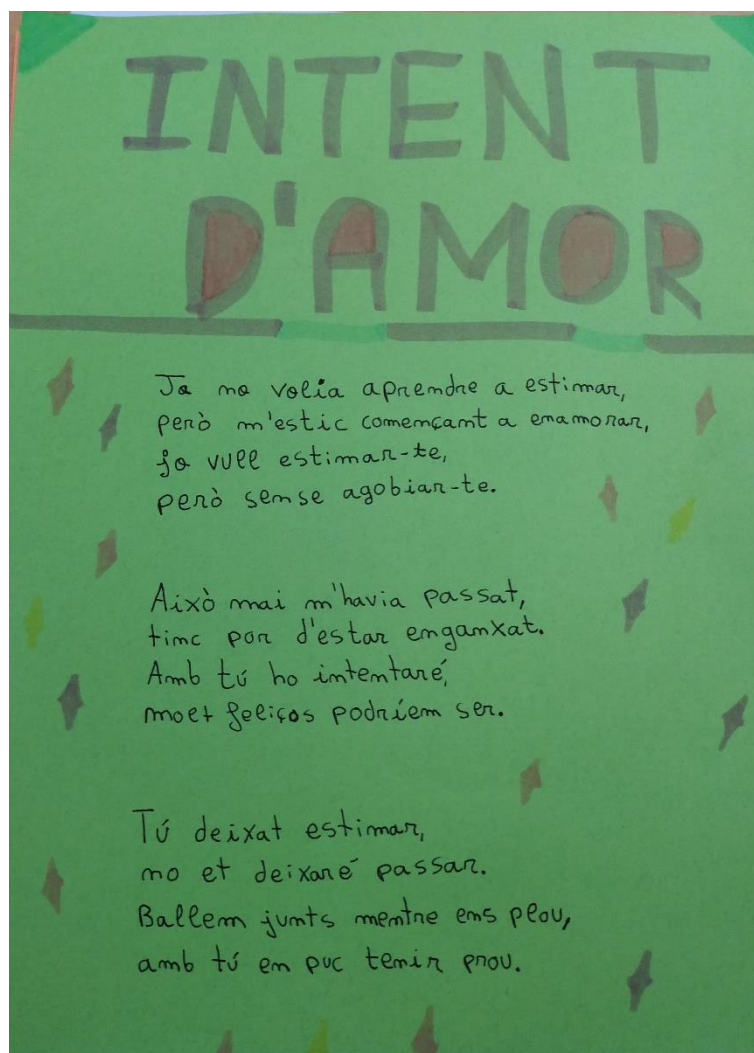 INTENT
D'AMOR
Jo no volia aprendre a estimar,
però m'estic començant a enamorar,
jo vull estimar-te,
però sense agobiar-te.
Això mai m'havia passat,
tinc por d'estar enganxat.
Amb tú ho intentaré,
molt feliços podríem ser.
Tú deixat estimar,
no et deixaré passar.
Ballem junts mentre ens plou,
amb tú en puc tenir prou.